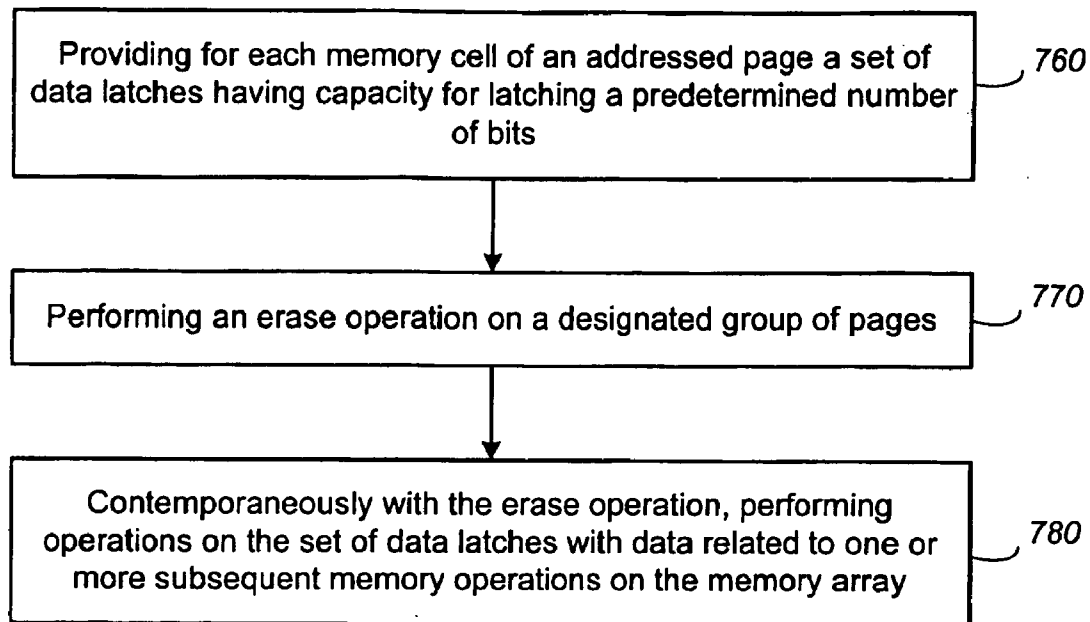 Providing for each memory cell of an addressed page a set of
data latches having capacity for latching a predetermined number
of bits
760
Performing an erase operation on a designated group of pages
770
Contemporaneously with the erase operation, performing
operations on the set of data latches with data related to one or
more subsequent memory operations on the memory array
780